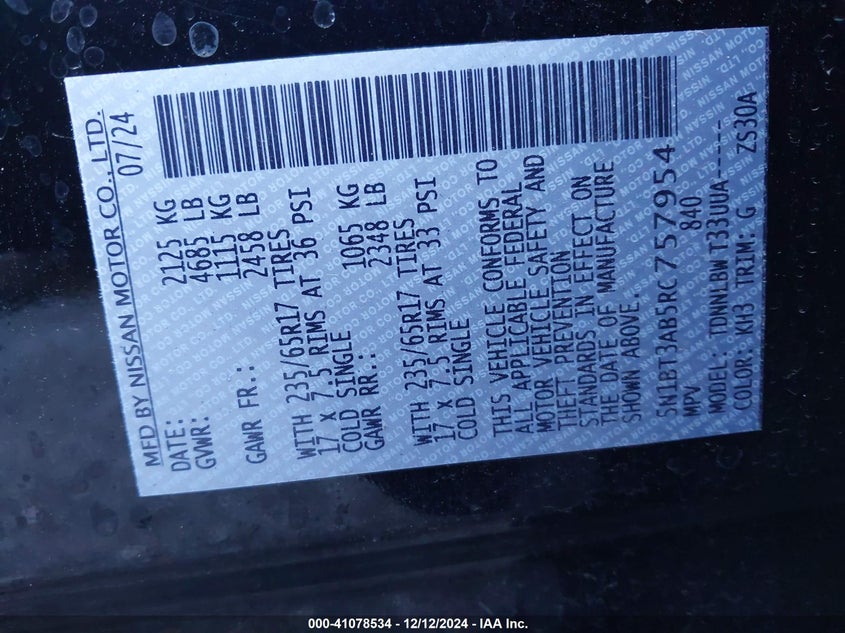 MFD BY NISSAN MOTOR CO., LTD.
DATE: 07/24
GVWR: 2125 KG
4685 LB
GAWR FR.: 1115 KG
2458 LB
WITH 235/65R17 TIRES
17 X 7.5 RIMS AT 36 PSI
COLD SINGLE
GAWR RR.: 1065 KG
2348 LB
WITH 235/65R17 TIRES
17 X 7.5 RIMS AT 33 PSI
COLD SINGLE
THIS VEHICLE CONFORMS TO
ALL APPLICABLE FEDERAL
MOTOR VEHICLE SAFETY AND
THEFT PREVENTION
STANDARDS IN EFFECT ON
THE DATE OF MANUFACTURE
SHOWN ABOVE.
5N1BT3AB5RC757954
MPV 840
MODEL: TDNNLBW T33UUA-----
COLOR: KH3 TRIM: G ZS30A
000-41078534 - 12/12/2024 - IAA Inc.